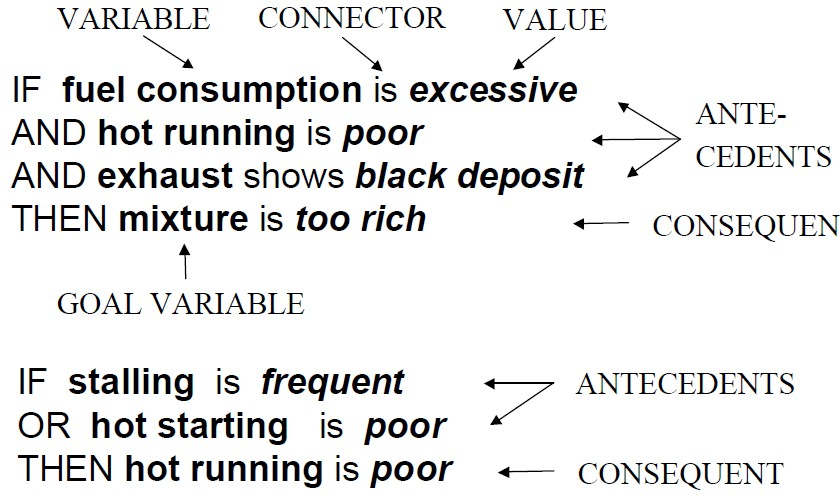 VARIABLE CONNECTOR VALUE
IF fuel consumption is excessive
AND hot running is poor
ANTE-
CEDENTS
AND exhaust shows black deposit
THEN mixture is too rich
CONSEQUEN
GOAL VARIABLE
IF stalling is frequent ANTECEDENTS
OR hot starting is poor
THEN hot running is poor CONSEQUENT